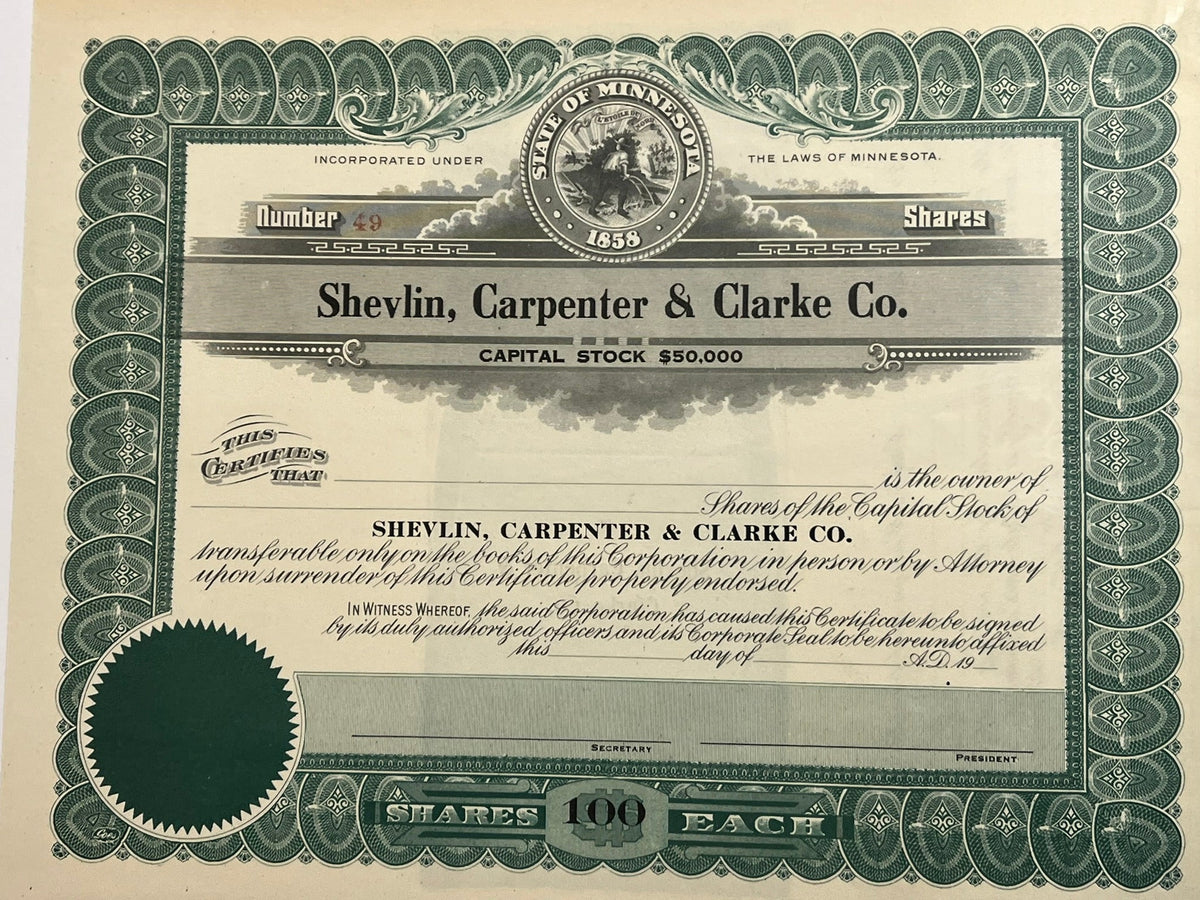 STATE OF MINNESOTA
L'ETOILE DU NORD
1858
INCORPORATED UNDER THE LAWS OF MINNESOTA.
Number 49 Shares
Shevlin, Carpenter & Clarke Co.
CAPITAL STOCK $50,000
THIS
CERTIFIES
THAT is the owner of
Shares of the Capital Stock of
SHEVLIN, CARPENTER & CLARKE CO.
transferable only on the books of this Corporation in person or by Attorney
upon surrender of this Certificate properly endorsed.
IN WITNESS WHEREOF, the said Corporation has caused this Certificate to be signed
by its duly authorized officers and its Corporate Seal to be hereunto affixed
this day of A.D. 19
SECRETARY PRESIDENT
SHARES $100 EACH